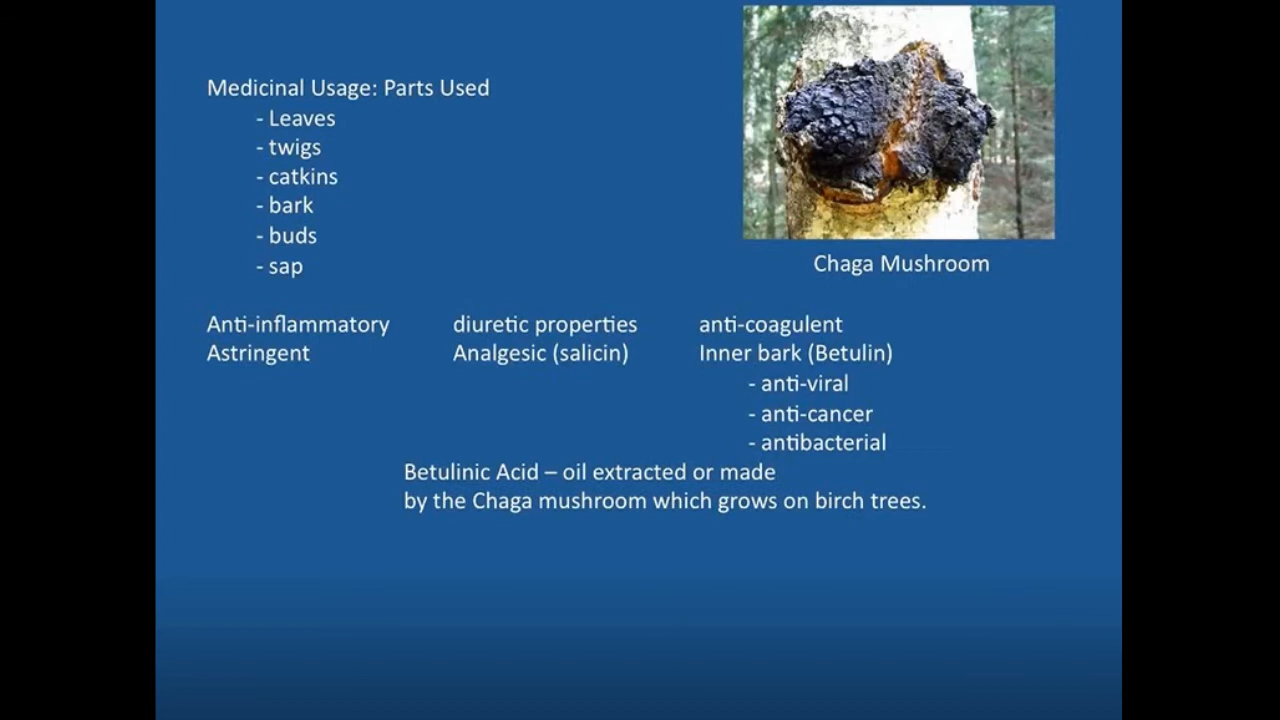 Medicinal Usage: Parts Used
- Leaves
- twigs
- catkins
- bark
- buds
- sap
Chaga Mushroom
Anti-inflammatory diuretic properties anti-coagulent
Astringent Analgesic (salicin) Inner bark (Betulin)
- anti-viral
- anti-cancer
- antibacterial
Betulinic Acid – oil extracted or made
by the Chaga mushroom which grows on birch trees.